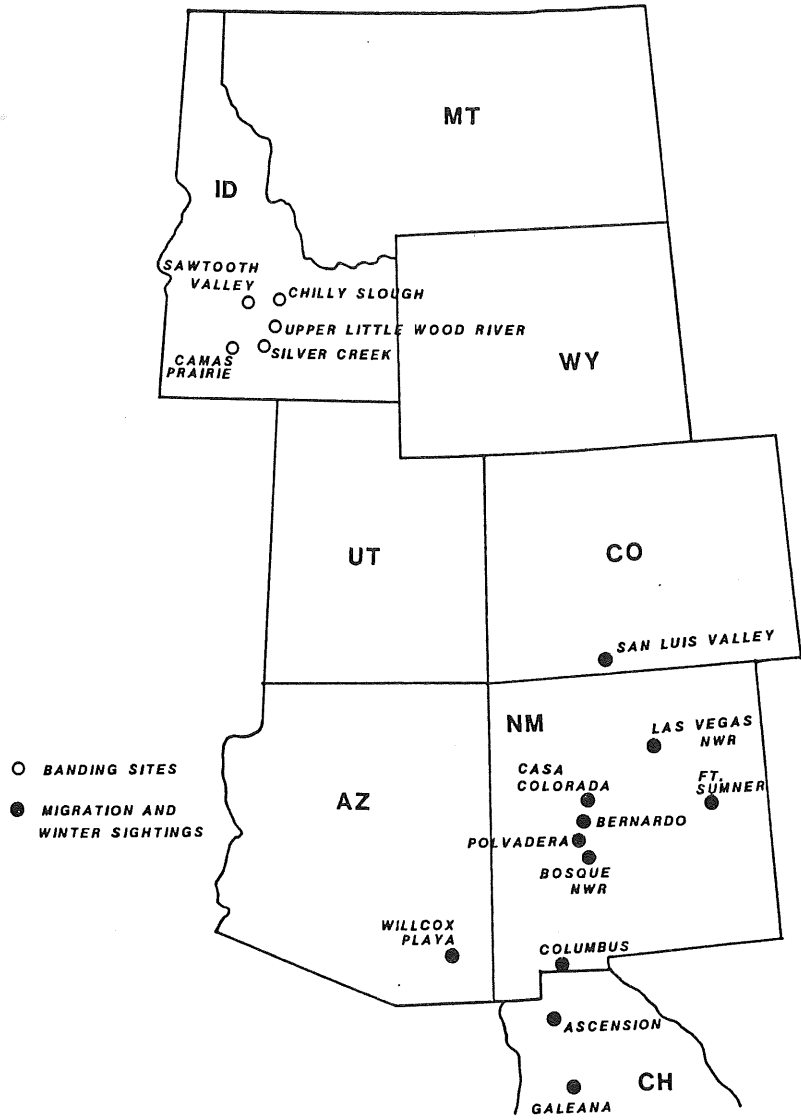 MT
ID
SAWTOOTH
VALLEY
CHILLY SLOUGH
UPPER LITTLE WOOD RIVER
SILVER CREEK
CAMAS
PRAIRIE
WY
UT
CO
SAN LUIS VALLEY
NM
LAS VEGAS
NWR
BANDING SITES
MIGRATION AND
WINTER SIGHTINGS
AZ
CASA
COLORADA
FT.
SUMNER
BERNARDO
POLVADERA
BOSQUE
NWR
WILLCOX
PLAYA
COLUMBUS
ASCENSION
CH
GALEANA